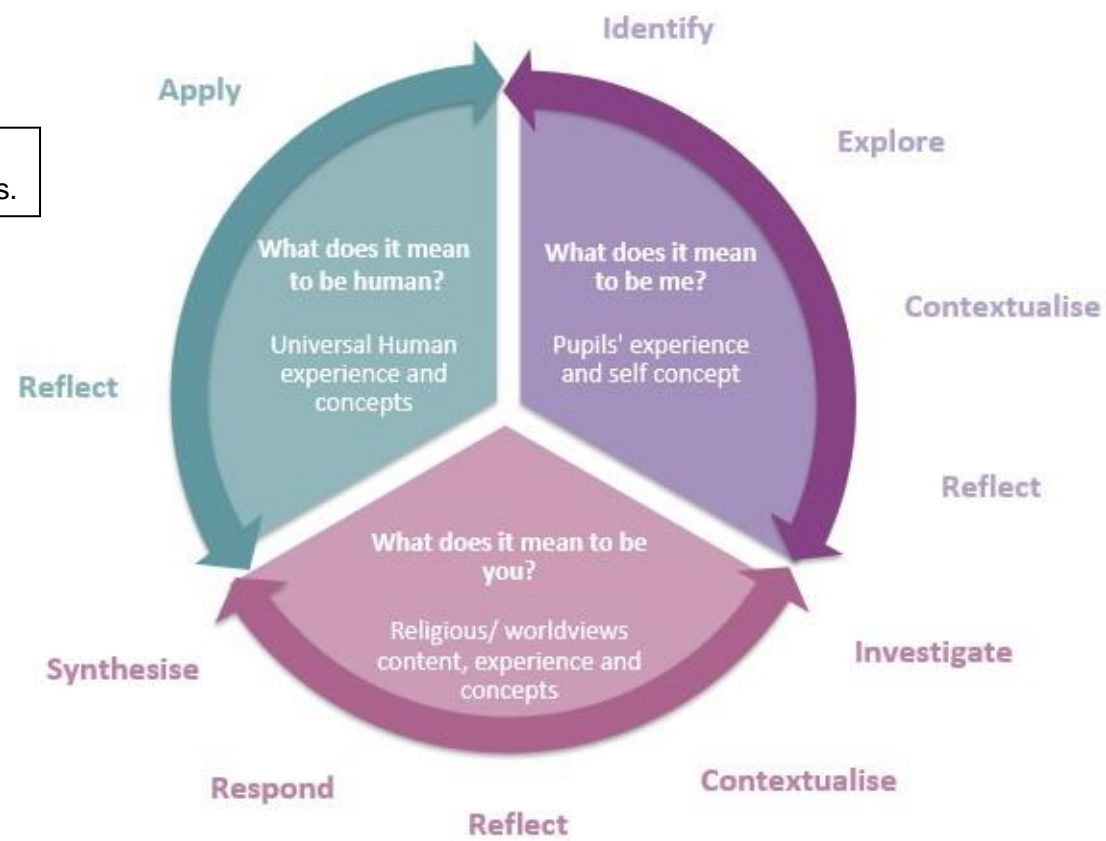 Identify
Apply
Explore
s.
What does it mean
to be human?
Universal Human
experience and
concepts
What does it mean
to be me?
Pupils' experience
and self concept
Contextualise
Reflect
Reflect
What does it mean to be
you?
Religious/ worldviews
content, experience and
concepts
Investigate
Synthesise
Contextualise
Respond
Reflect